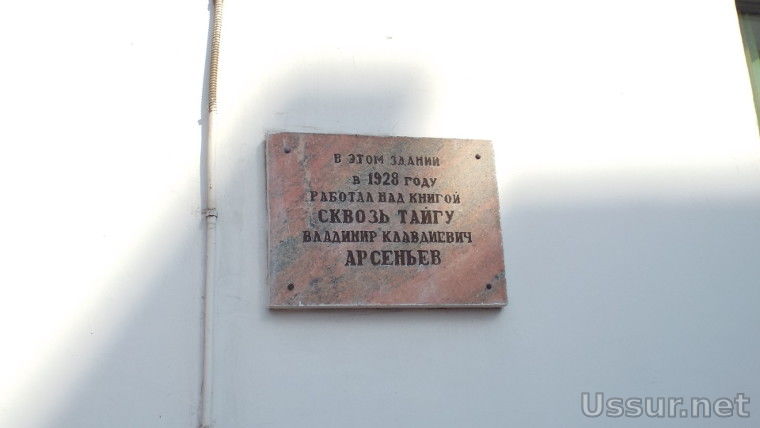 В ЭТОМ ЗДАНИИ
В 1928 ГОДУ
РАБОТАЛ НАД КНИГОЙ
СКВОЗЬ ТАЙГУ
ВЛАДИМИР КЛАВДИЕВИЧ
АРСЕНЬЕВ
Ussur.net